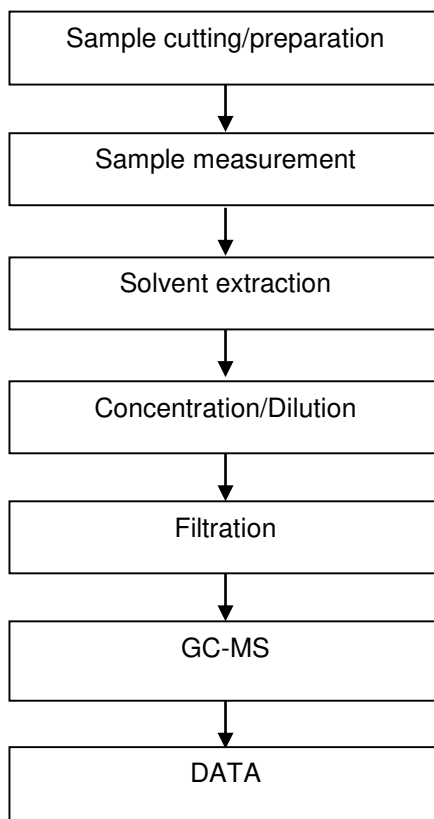 Sample cutting/preparation
Sample measurement
Solvent extraction
Concentration/Dilution
Filtration
GC-MS
DATA